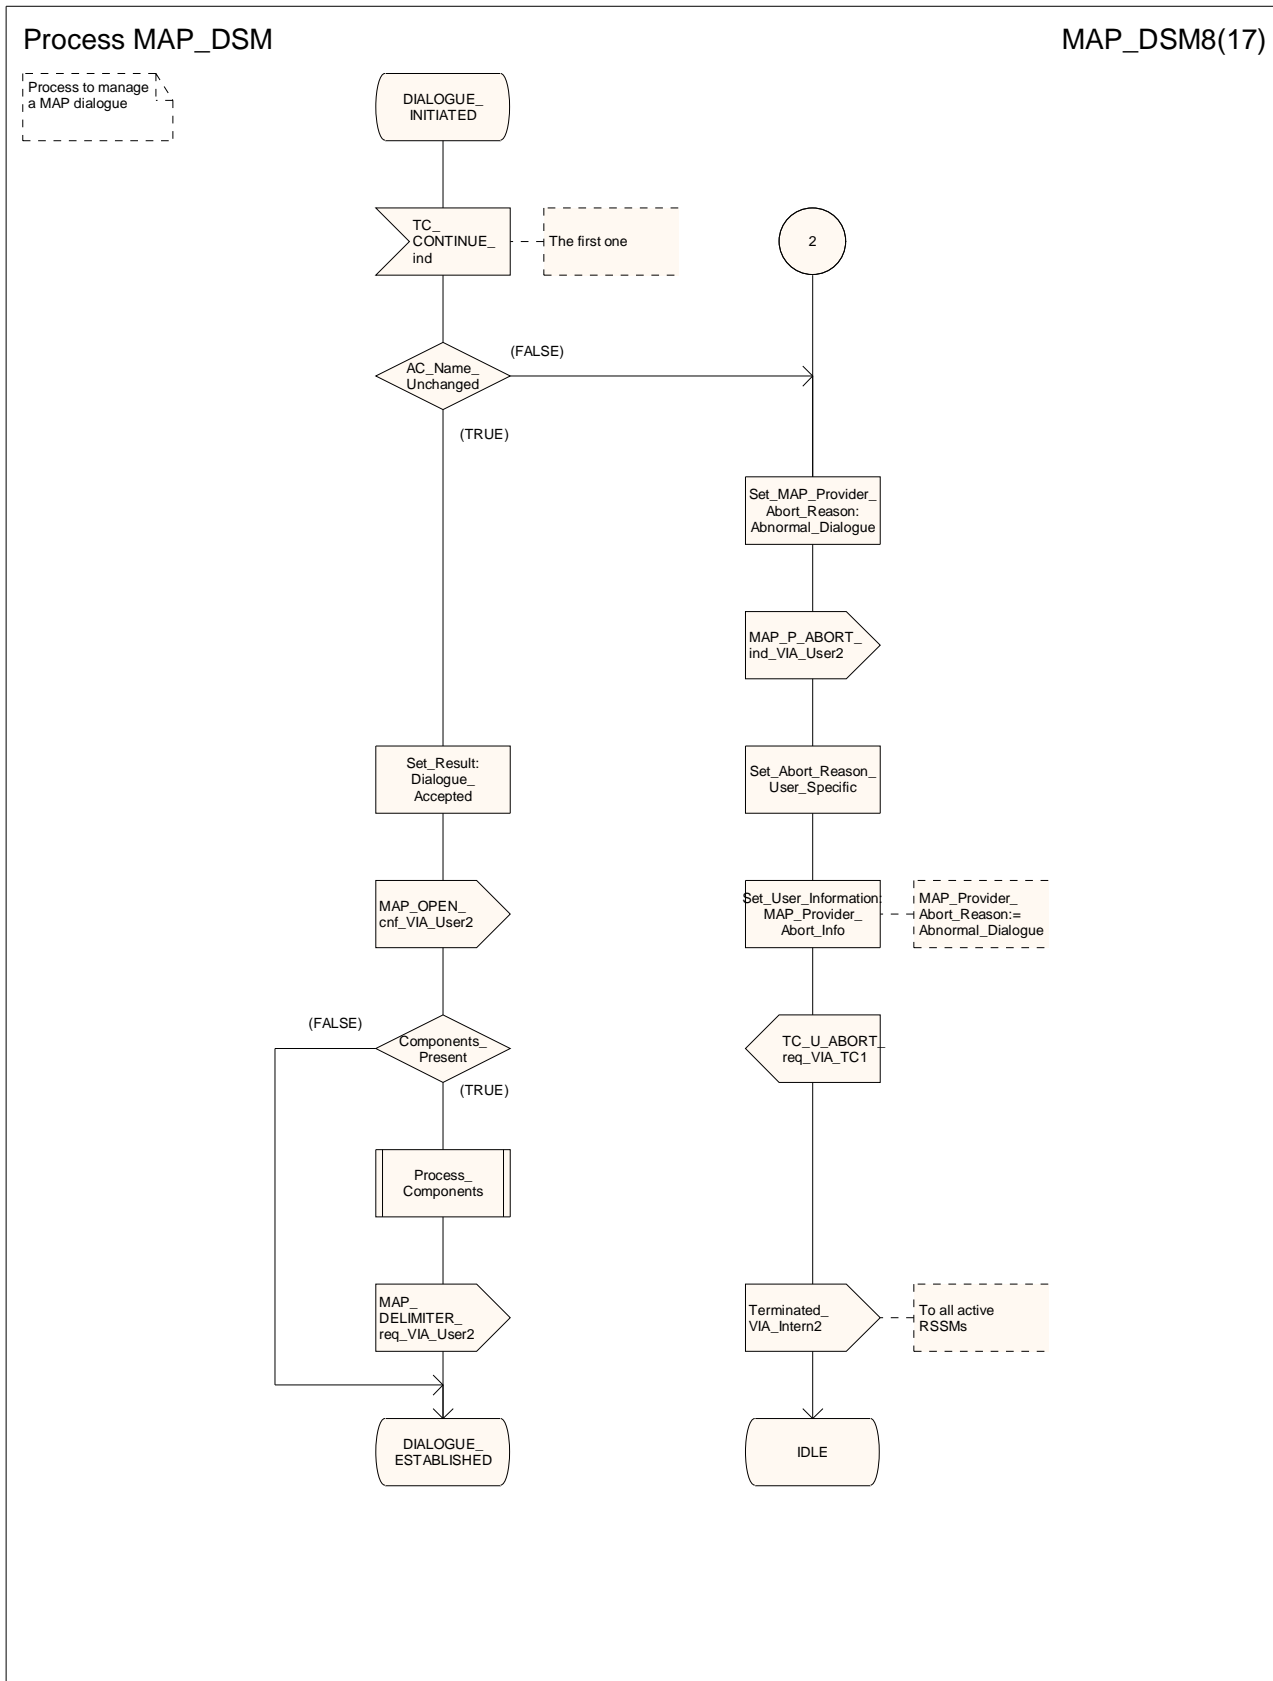 Process MAP_DSM
MAP_DSM8(17)
Process to manage
a MAP dialogue
DIALOGUE_
INITIATED
TC_
CONTINUE_
ind
The first one
2
AC_Name_
Unchanged
(FALSE)
(TRUE)
Set_MAP_Provider_
Abort_Reason:
Abnormal_Dialogue
MAP_P_ABORT_
ind_VIA_User2
Set_Result:
Dialogue_
Accepted
Set_Abort_Reason_
User_Specific
MAP_OPEN_
cnf_VIA_User2
Set_User_Information:
MAP_Provider_
Abort_Info
MAP_Provider_
Abort_Reason:=
Abnormal_Dialogue
(FALSE)
Components_
Present
(TRUE)
TC_U_ABORT_
req_VIA_TC1
Process_
Components
MAP_
DELIMITER_
req_VIA_User2
Terminated_
VIA_Intern2
To all active
RSSMs
DIALOGUE_
ESTABLISHED
IDLE